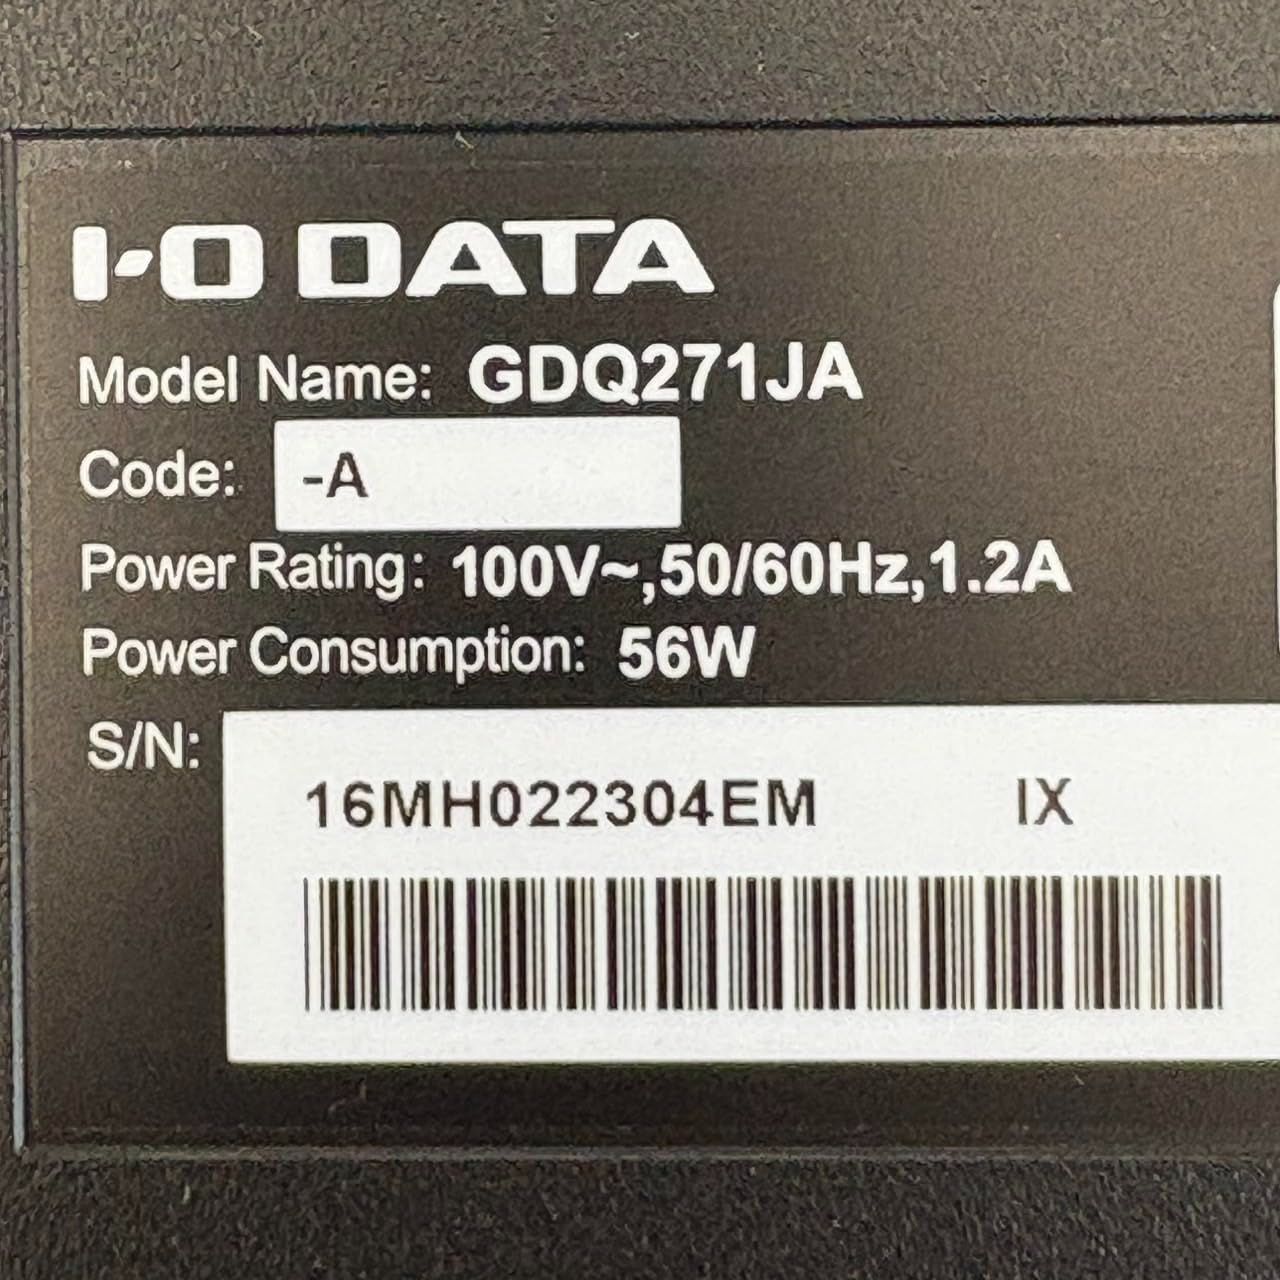 I-O DATA
Model Name: GDQ271JA
Code: -A
Power Rating: 100V~,50/60Hz,1.2A
Power Consumption: 56W
S/N:
16MH022304EM IX